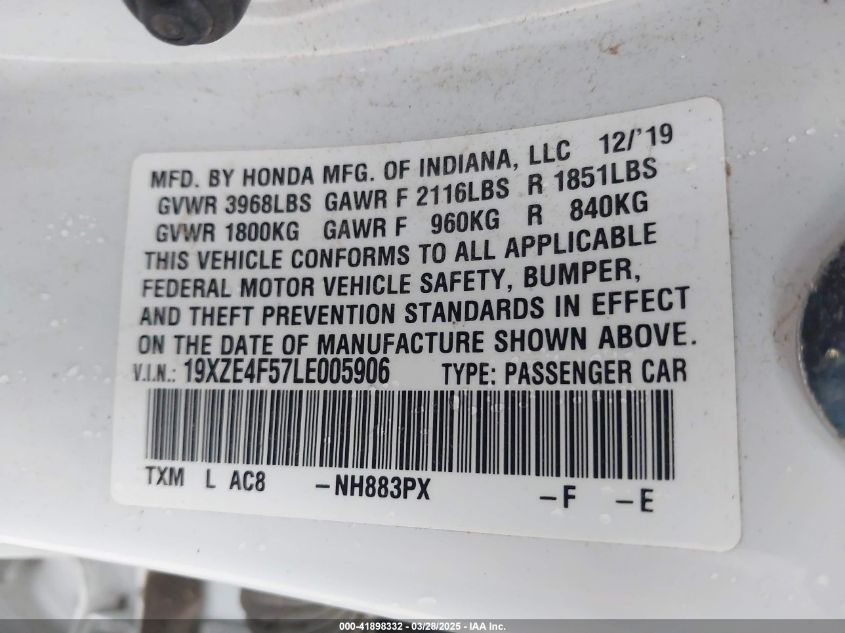 MFD. BY HONDA MFG. OF INDIANA, LLC 12/'19
GVWR 3968LBS GAWR F 2116LBS R 1851LBS
GVWR 1800KG GAWR F 960KG R 840KG
THIS VEHICLE CONFORMS TO ALL APPLICABLE
FEDERAL MOTOR VEHICLE SAFETY, BUMPER,
AND THEFT PREVENTION STANDARDS IN EFFECT
ON THE DATE OF MANUFACTURE SHOWN ABOVE.
V.I.N.: 19XZE4F57LE005906 TYPE: PASSENGER CAR
TXM L AC8 -NH883PX -F -E
000-41898332 — 03/28/2025 — IAA Inc.